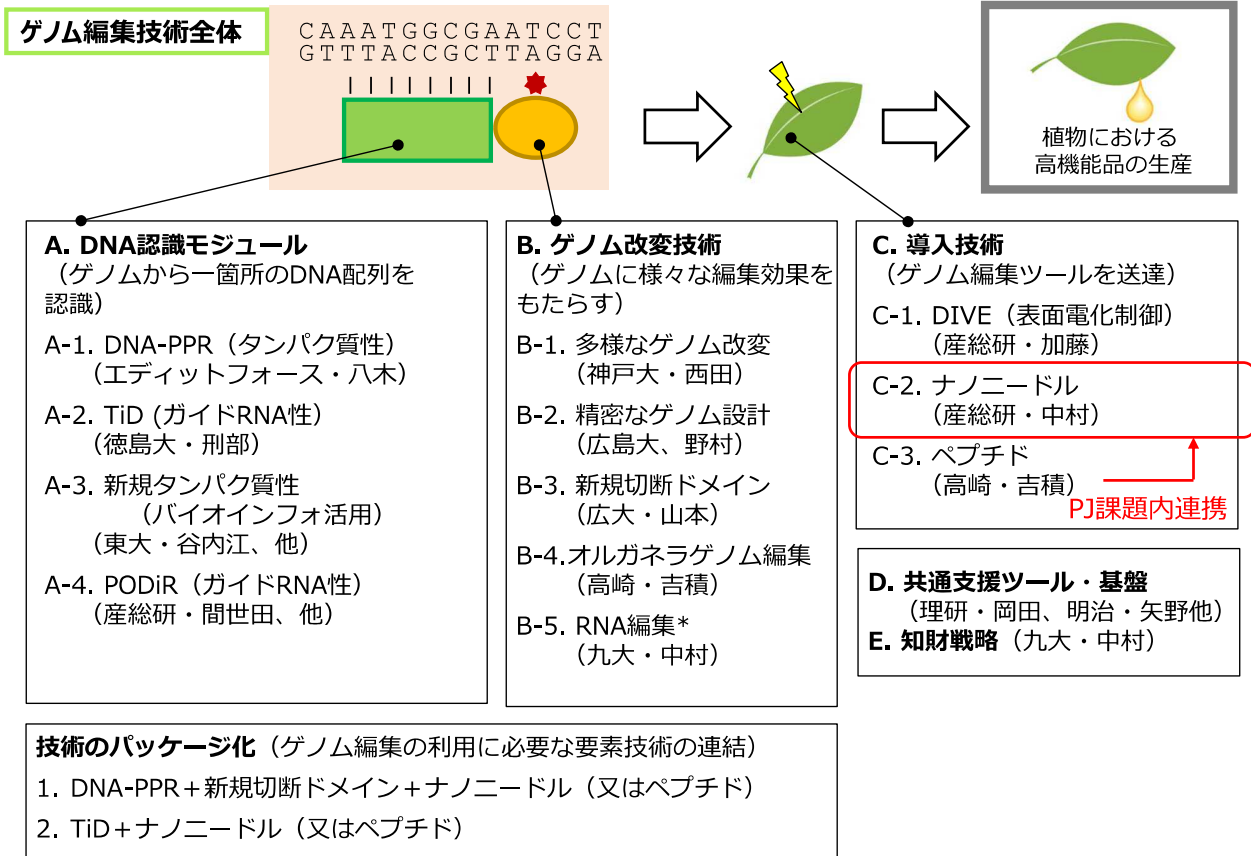 ゲノム編集技術全体
CAAATGGCGAATCCT
GTTTACCGCTTAGGA
植物における
高機能品の生産
A. DNA認識モジュール
（ゲノムから一箇所のDNA配列を
認識）
A-1. DNA-PPR（タンパク質性）
（エディットフォース・八木）
A-2. TiD (ガイドRNA性）
（徳島大・刑部）
A-3. 新規タンパク質性
（バイオインフォ活用）
（東大・谷内江、他）
A-4. PODiR（ガイドRNA性）
（産総研・間世田、他）
B. ゲノム改変技術
（ゲノムに様々な編集効果を
もたらす）
B-1. 多様なゲノム改変
（神戸大・西田）
B-2. 精密なゲノム設計
（広島大、野村）
B-3. 新規切断ドメイン
（広大・山本）
B-4.オルガネラゲノム編集
（高崎・吉積）
B-5. RNA編集*
（九大・中村）
C. 導入技術
（ゲノム編集ツールを送達）
C-1. DIVE（表面電化制御）
（産総研・加藤）
C-2. ナノニードル
（産総研・中村）
C-3. ペプチド
（高崎・吉積）
PJ課題内連携
D. 共通支援ツール・基盤
（理研・岡田、明治・矢野他）
E. 知財戦略（九大・中村）
技術のパッケージ化（ゲノム編集の利用に必要な要素技術の連結）
1. DNA-PPR＋新規切断ドメイン＋ナノニードル（又はペプチド）
2. TiD＋ナノニードル（又はペプチド）